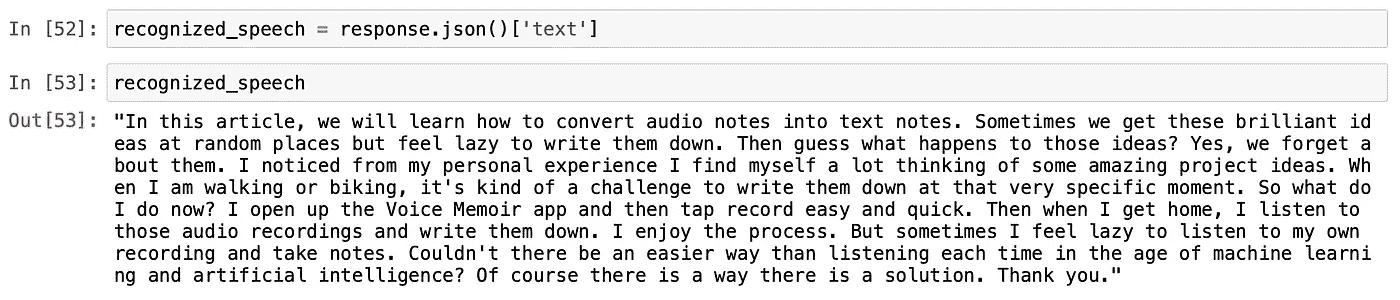 In [52]: recognized_speech = response.json()['text']
In [53]: recognized_speech
Out[53]: "In this article, we will learn how to convert audio notes into text notes. Sometimes we get these brilliant id
eas at random places but feel lazy to write them down. Then guess what happens to those ideas? Yes, we forget a
bout them. I noticed from my personal experience I find myself a lot thinking of some amazing project ideas. Wh
en I am walking or biking, it's kind of a challenge to write them down at that very specific moment. So what do
I do now? I open up the Voice Memoir app and then tap record easy and quick. Then when I get home, I listen to
those audio recordings and write them down. I enjoy the process. But sometimes I feel lazy to listen to my own
recording and take notes. Couldn't there be an easier way than listening each time in the age of machine learni
ng and artificial intelligence? Of course there is a way there is a solution. Thank you."